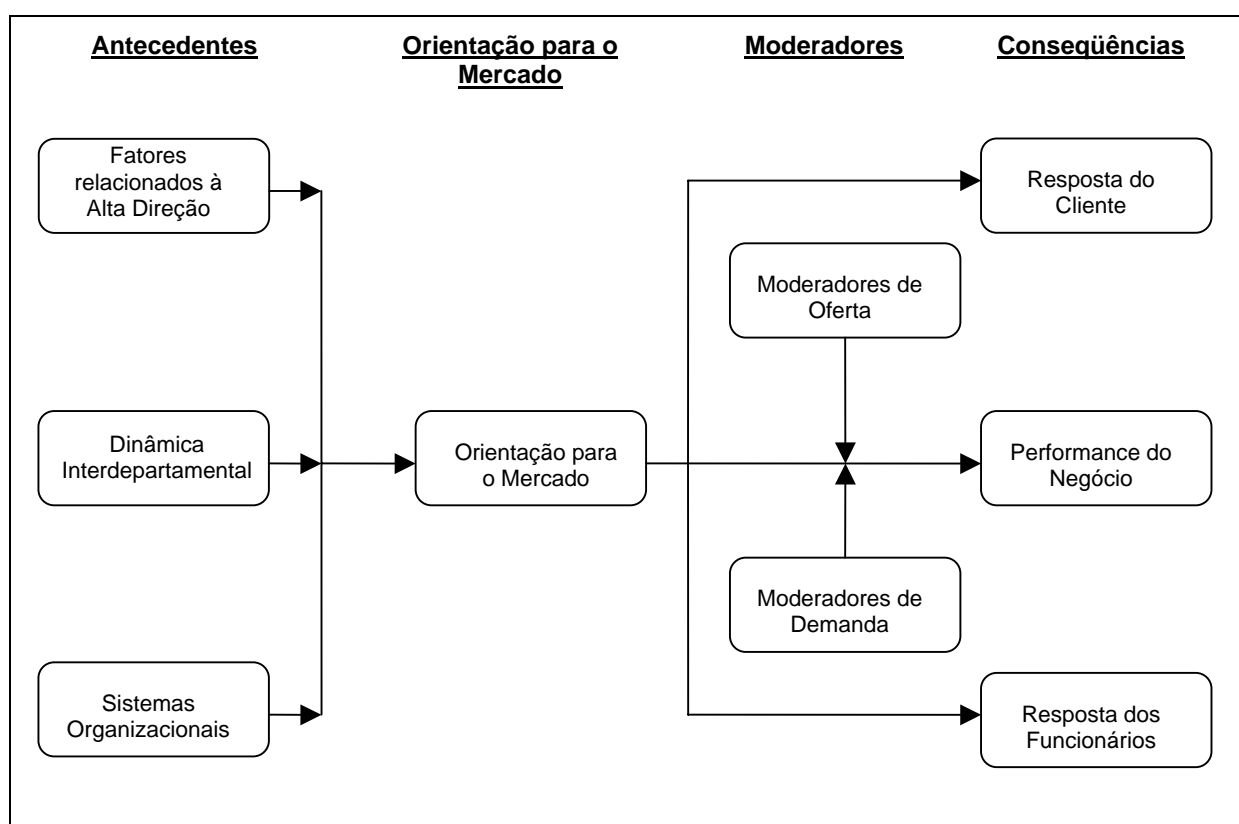 Antecedentes
Orientação para o
Mercado
Moderadores
Conseqüências
Fatores
relacionados à
Alta Direção
Resposta do
Cliente
Moderadores de
Oferta
Dinâmica
Interdepartamental
Orientação para
o Mercado
Performance do
Negócio
Moderadores de
Demanda
Sistemas
Organizacionais
Resposta dos
Funcionários